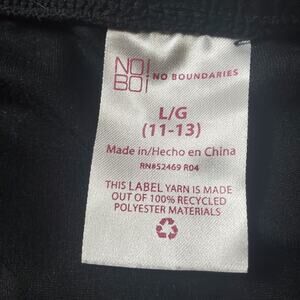 NO!
BO!
NO BOUNDARIES
L/G
(11-13)
Made in/Hecho en China
RN#52469 R04
THIS LABEL YARN IS MADE
OUT OF 100% RECYCLED
POLYESTER MATERIALS